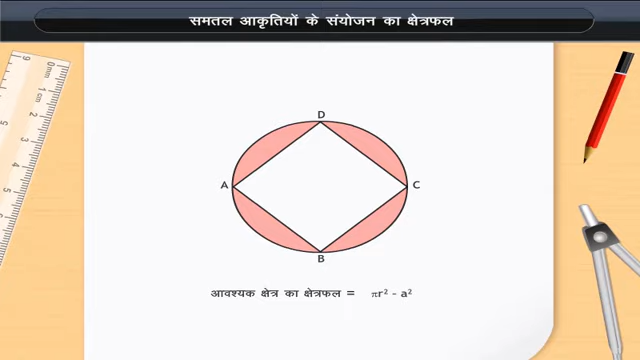 समतल आकृतियों के संयोजन का क्षेत्रफल
D
A
C
B
आवश्यक क्षेत्र का क्षेत्रफल = πr² - a²